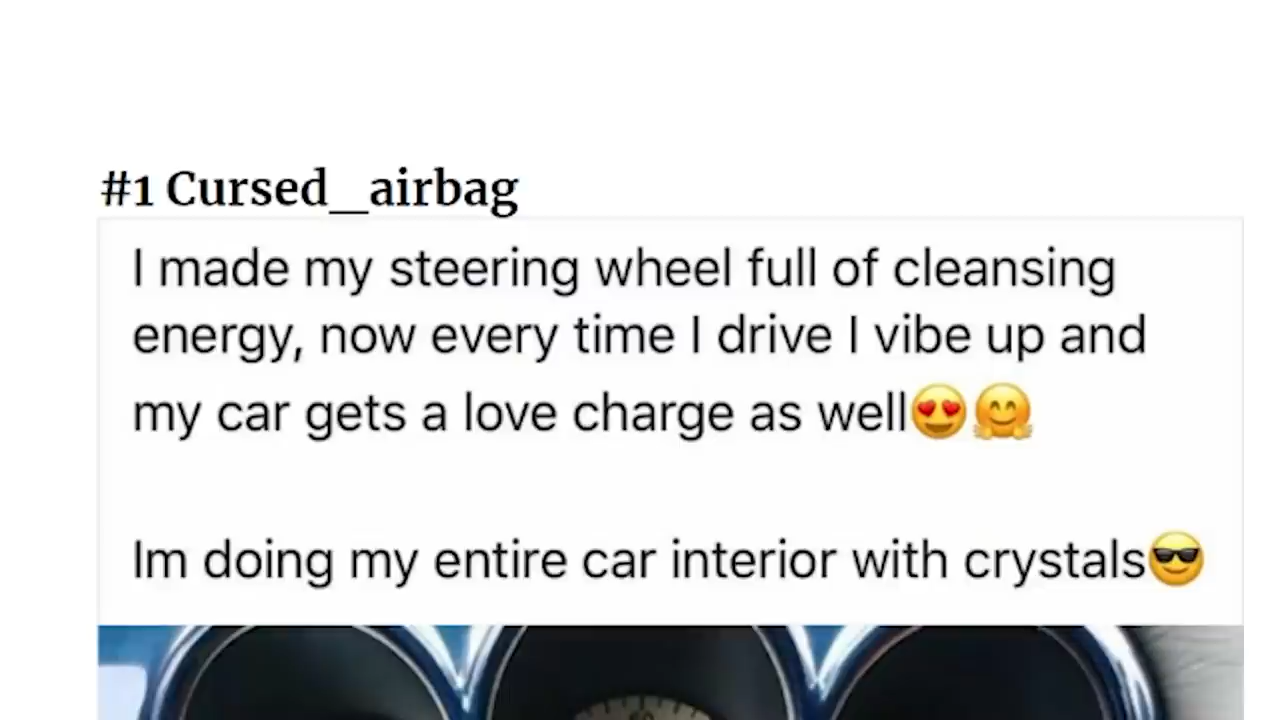 #1 Cursed__airbag
I made my steering wheel full of cleansing
energy, now every time I drive I vibe up and
my car gets a love charge as well😍🤗
Im doing my entire car interior with crystals😎